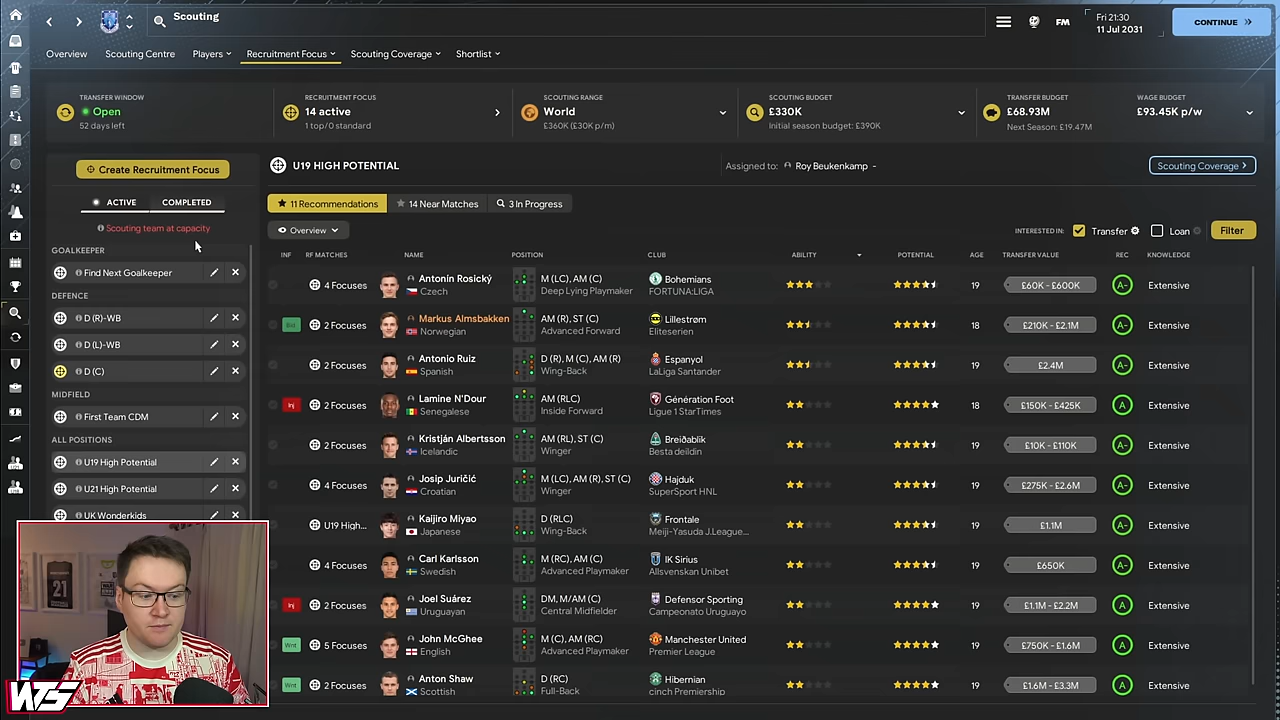 Scouting
FM
Fri 21:30
11 Jul 2031
CONTINUE
Overview
Scouting Centre
Players
Recruitment Focus
Scouting Coverage
Shortlist
TRANSFER WINDOW
Open
52 days left
RECRUITMENT FOCUS
14 active
1 top/0 standard
SCOUTING RANGE
World
£360K (£30K p/m)
SCOUTING BUDGET
£330K
Initial season budget: £390K
TRANSFER BUDGET
£68.93M
Next Season: £19.47M
WAGE BUDGET
£93.45K p/w
Create Recruitment Focus
ACTIVE
COMPLETED
Scouting team at capacity
GOALKEEPER
Find Next Goalkeeper
DEFENCE
D (R)-WB
D (L)-WB
D (C)
MIDFIELD
First Team CDM
ALL POSITIONS
U19 High Potential
U21 High Potential
UK Wonderkids
U19 HIGH POTENTIAL
Assigned to: Roy Beukenkamp -
Scouting Coverage >
11 Recommendations
14 Near Matches
3 In Progress
Overview
INTERESTED IN: Transfer Loan Filter
INF RF MATCHES NAME POSITION CLUB ABILITY POTENTIAL AGE TRANSFER VALUE REC KNOWLEDGE
4 Focuses Antonín Rosický M (LC), AM (C) Bohemians 19 £60K - £600K A- Extensive
Czech Deep Lying Playmaker FORTUNA:LIGA
2 Focuses Markus Almsbakken AM (R), ST (C) Lillestrøm 18 £210K - £2.1M A- Extensive
Norwegian Advanced Forward Eliteserien
2 Focuses Antonio Ruiz D (R), M (C), AM (R) Espanyol 19 £2.4M A- Extensive
Spanish Wing-Back LaLiga Santander
Inj 2 Focuses Lamine N'Dour AM (RLC) Génération Foot 18 £150K - £425K A Extensive
Senegalese Inside Forward Ligue 1 StarTimes
2 Focuses Kristján Albertsson AM (RL), ST (C) Breiðablik 19 £10K - £110K A- Extensive
Icelandic Winger Besta deildin
4 Focuses Josip Juričić M (LC), AM (R), ST (C) Hajduk 19 £275K - £2.6M A- Extensive
Croatian Winger SuperSport HNL
U19 High... Kaijiro Miyao D (RLC) Frontale 19 £1.1M A- Extensive
Japanese Wing-Back Meiji-Yasuda J.League...
4 Focuses Carl Karlsson M (RC), AM (C) IK Sirius 19 £650K A- Extensive
Swedish Advanced Playmaker Allsvenskan Unibet
Inj 2 Focuses Joel Suárez DM, M/AM (C) Defensor Sporting 19 £1.1M - £2.2M A Extensive
Uruguayan Central Midfielder Campeonato Uruguayo
Wnt 5 Focuses John McGhee M (C), AM (RC) Manchester United 19 £750K - £1.6M A Extensive
English Advanced Playmaker Premier League
Wnt 2 Focuses Anton Shaw D (RC) Hibernian 19 £1.6M - £3.3M A Extensive
Scottish Full-Back cinch Premiership
21
WTS